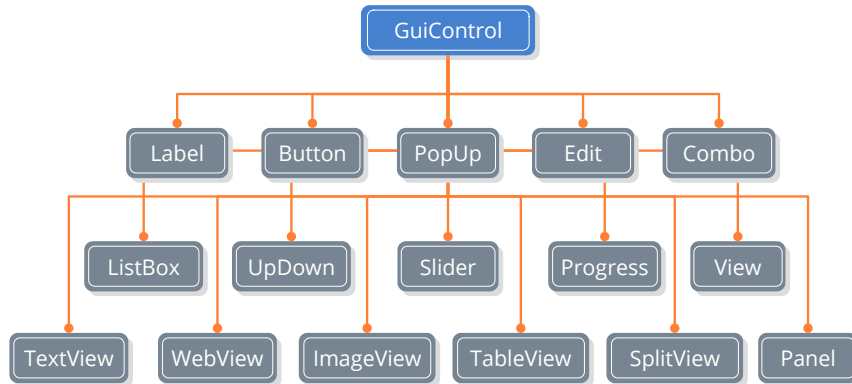 GuiControl
Label Button PopUp Edit Combo
ListBox UpDown Slider Progress View
TextView WebView ImageView TableView SplitView Panel